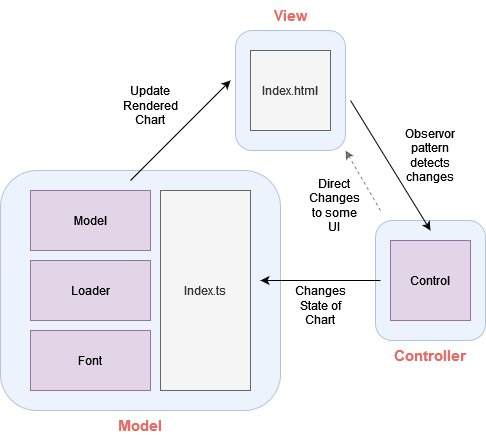 View
Index.html
Update
Rendered
Chart
Observor
pattern
detects
changes
Direct
Changes
to some
UI
Model
Loader
Font
Index.ts
Changes
State of
Chart
Control
Controller
Model